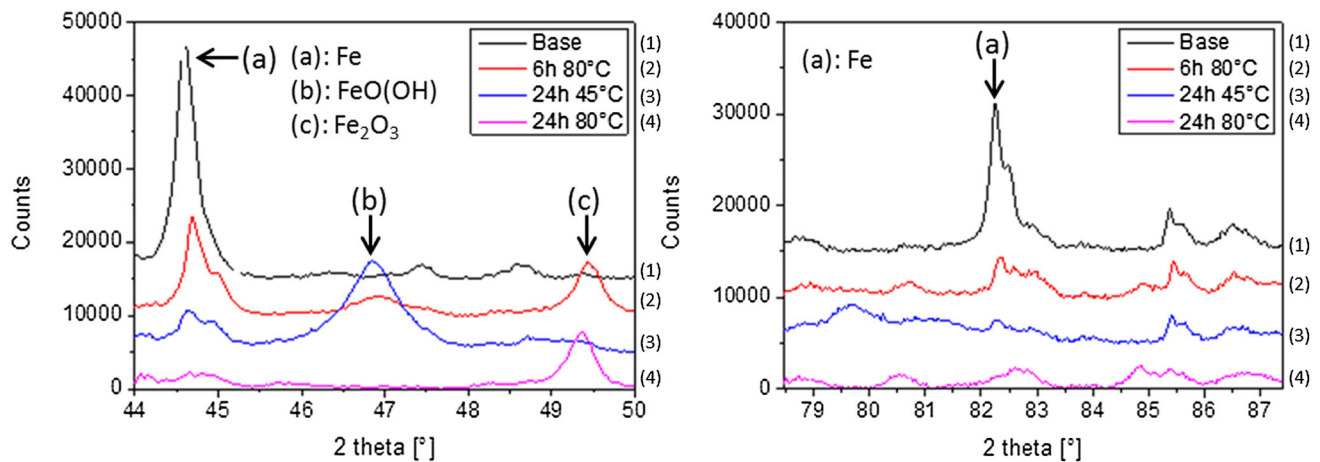 50000
40000
30000
20000
10000
0
Counts
44 45 46 47 48 49 50
2 theta [°]
(a)
(a): Fe
(b): FeO(OH)
(c): Fe₂O₃
(b)
(c)
Base (1)
6h 80°C (2)
24h 45°C (3)
24h 80°C (4)
(1)
(2)
(3)
(4)
40000
30000
20000
10000
0
Counts
79 80 81 82 83 84 85 86 87
2 theta [°]
(a): Fe
(a)
Base (1)
6h 80°C (2)
24h 45°C (3)
24h 80°C (4)
(1)
(2)
(3)
(4)